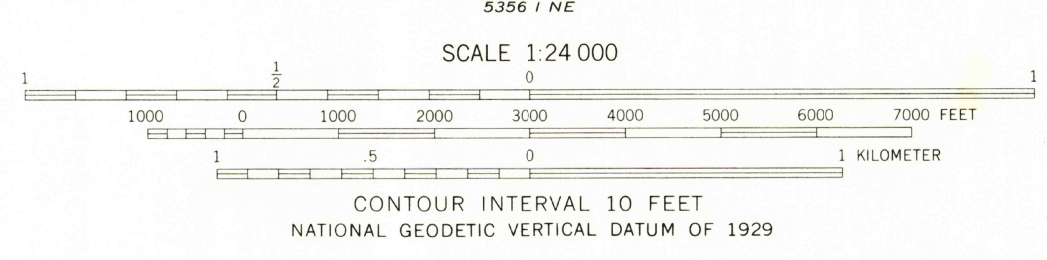 5356 I NE
SCALE 1:24 000
1 1/2 0 1
1000 0 1000 2000 3000 4000 5000 6000 7000 FEET
1 .5 0 1 KILOMETER
CONTOUR INTERVAL 10 FEET
NATIONAL GEODETIC VERTICAL DATUM OF 1929